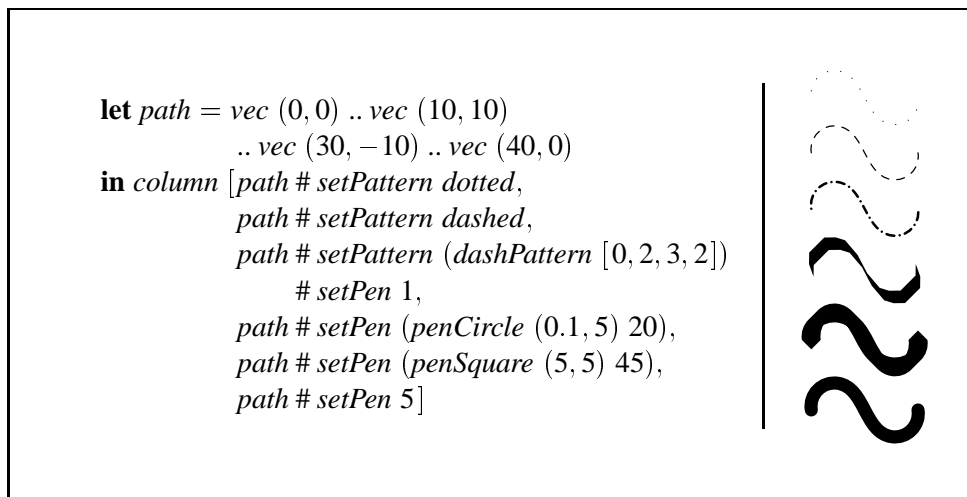 let path = vec (0,0) .. vec (10,10)
.. vec (30,−10) .. vec (40,0)
in column [path # setPattern dotted,
path # setPattern dashed,
path # setPattern (dashPattern [0,2,3,2])
# setPen 1,
path # setPen (penCircle (0.1,5) 20),
path # setPen (penSquare (5,5) 45),
path # setPen 5]